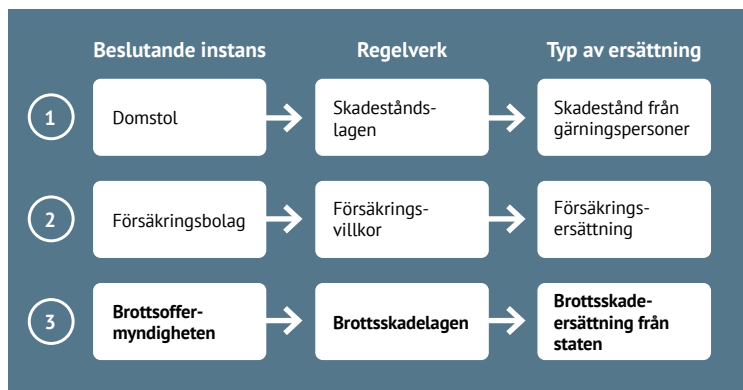 Beslutande instans
Regelverk
Typ av ersättning
1
Domstol
Skadestånds-
lagen
Skadestånd från
gärningspersoner
2
Försäkringsbolag
Försäkrings-
villkor
Försäkrings-
ersättning
3
Brottsoffer-
myndigheten
Brottsskadelagen
Brottsskade-
ersättning från
staten